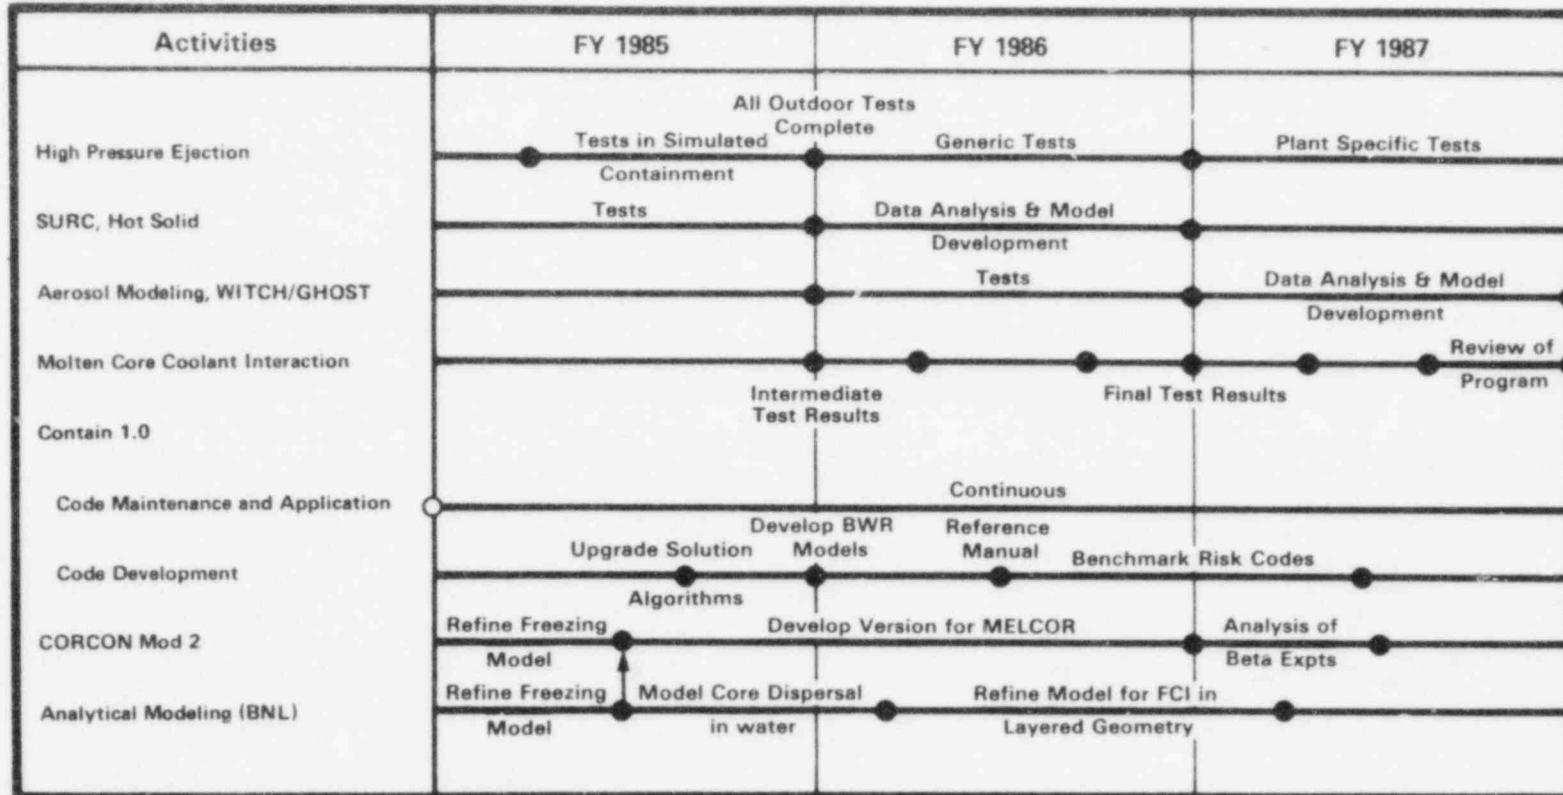 Activities
FY 1985
FY 1986
FY 1987
All Outdoor Tests
Complete
High Pressure Ejection
Tests in Simulated
Containment
Generic Tests
Plant Specific Tests
SURC, Hot Solid
Tests
Data Analysis & Model
Development
Aerosol Modeling, WITCH/GHOST
Tests
Data Analysis & Model
Development
Molten Core Coolant Interaction
Intermediate
Test Results
Final Test Results
Review of
Program
Contain 1.0
Code Maintenance and Application
Continuous
Code Development
Upgrade Solution
Algorithms
Develop BWR
Models
Reference
Manual
Benchmark Risk Codes
CORCON Mod 2
Refine Freezing
Model
Develop Version for MELCOR
Analysis of
Beta Expts
Analytical Modeling (BNL)
Refine Freezing
Model
Model Core Dispersal
in water
Refine Model for FCI in
Layered Geometry